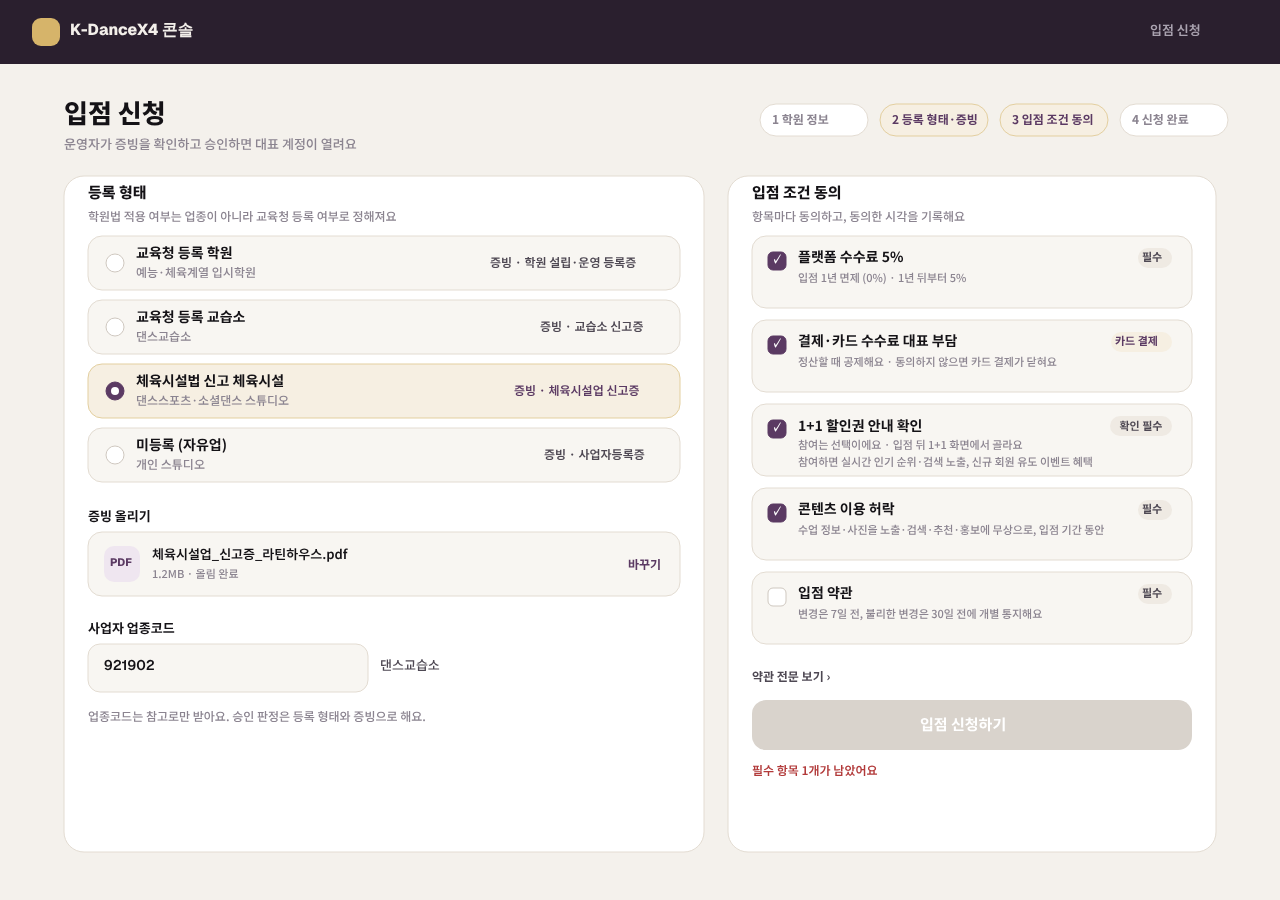 K-DanceX4 콘솔
입점 신청
입점 신청
운영자가 증빙을 확인하고 승인하면 대표 계정이 열려요
1 학원 정보
2 등록 형태·증빙
3 입점 조건 동의
4 신청 완료
등록 형태
학원법 적용 여부는 업종이 아니라 교육청 등록 여부로 정해져요
교육청 등록 학원
예능·체육계열 입시학원
증빙 · 학원 설립·운영 등록증
교육청 등록 교습소
댄스교습소
증빙 · 교습소 신고증
체육시설법 신고 체육시설
댄스스포츠·소셜댄스 스튜디오
증빙 · 체육시설업 신고증
미등록 (자유업)
개인 스튜디오
증빙 · 사업자등록증
증빙 올리기
PDF
체육시설업_신고증_라틴하우스.pdf
1.2MB · 올림 완료
바꾸기
사업자 업종코드
921902
댄스교습소
업종코드는 참고로만 받아요. 승인 판정은 등록 형태와 증빙으로 해요.
입점 조건 동의
항목마다 동의하고, 동의한 시각을 기록해요
✓
플랫폼 수수료 5%
필수
입점 1년 면제 (0%) · 1년 뒤부터 5%
✓
결제·카드 수수료 대표 부담
카드 결제
정산할 때 공제해요 · 동의하지 않으면 카드 결제가 닫혀요
✓
1+1 할인권 안내 확인
확인 필수
참여는 선택이에요 · 입점 뒤 1+1 화면에서 골라요
참여하면 실시간 인기 순위·검색 노출, 신규 회원 유도 이벤트 혜택
✓
콘텐츠 이용 허락
필수
수업 정보·사진을 노출·검색·추천·홍보에 무상으로, 입점 기간 동안
입점 약관
필수
변경은 7일 전, 불리한 변경은 30일 전에 개별 통지해요
약관 전문 보기 ›
입점 신청하기
필수 항목 1개가 남았어요